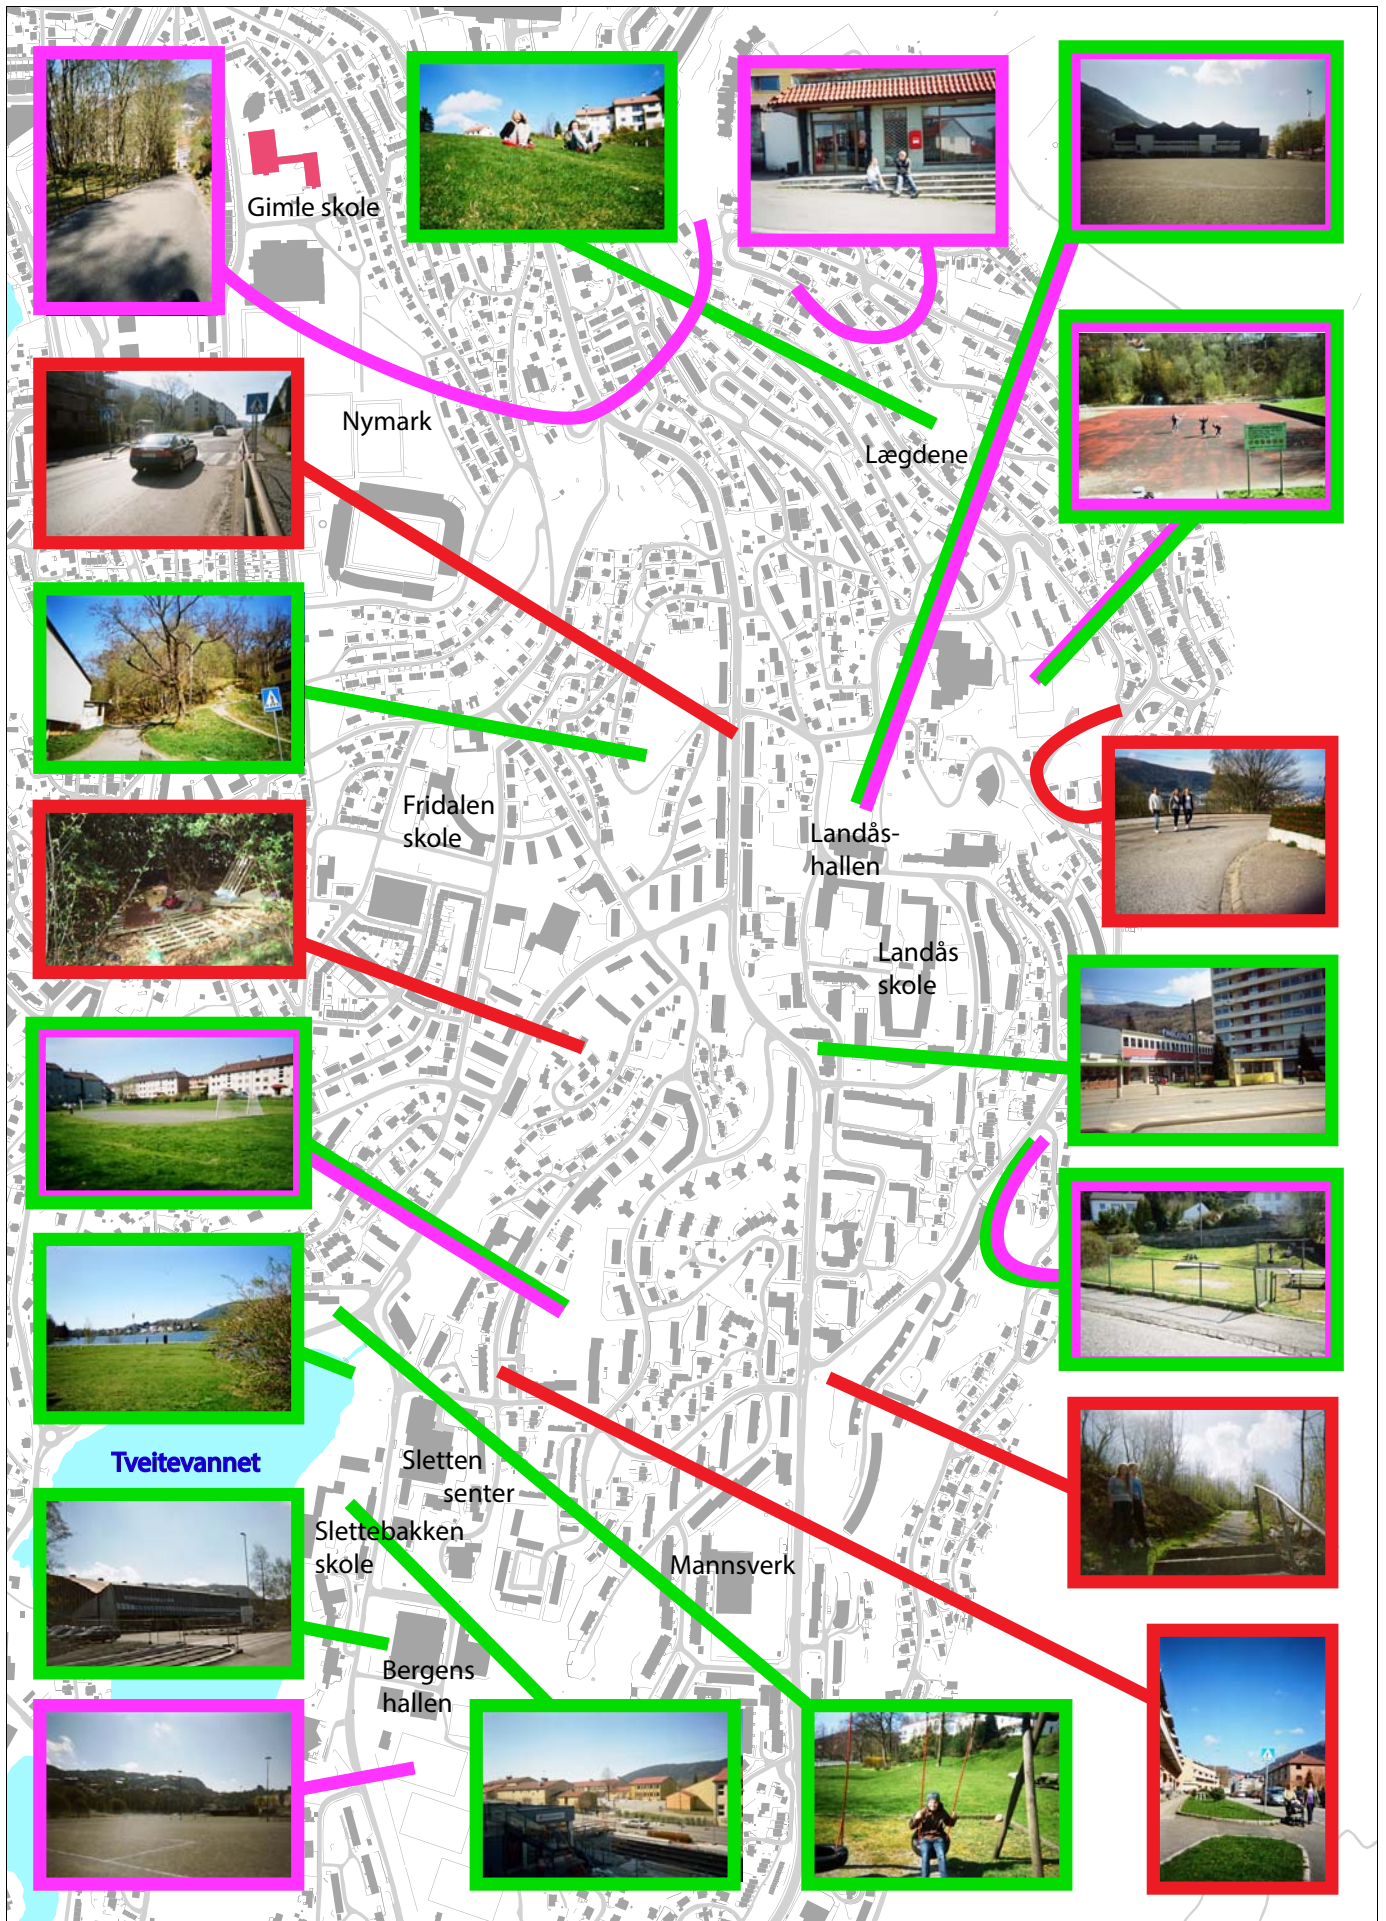 Gimle skole
Nymark
Lægdene
Fridalen
skole
Landås-
hallen
Landås
skole
Tveitevannet
Sletten
senter
Slettebakken
skole
Mannsverk
Bergens
hallen